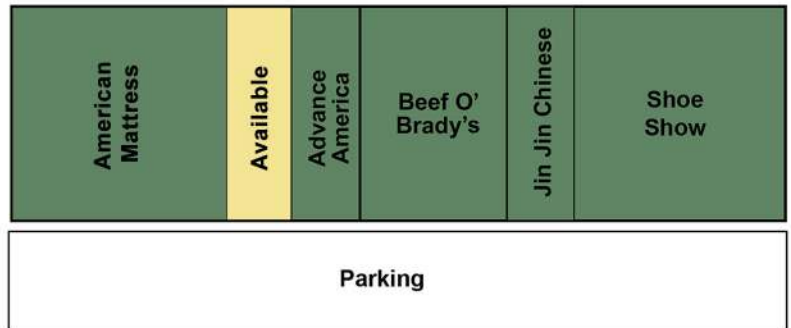 American
Mattress
Available
Advance
America
Beef O'
Brady's
Jin Jin Chinese
Shoe
Show
Parking